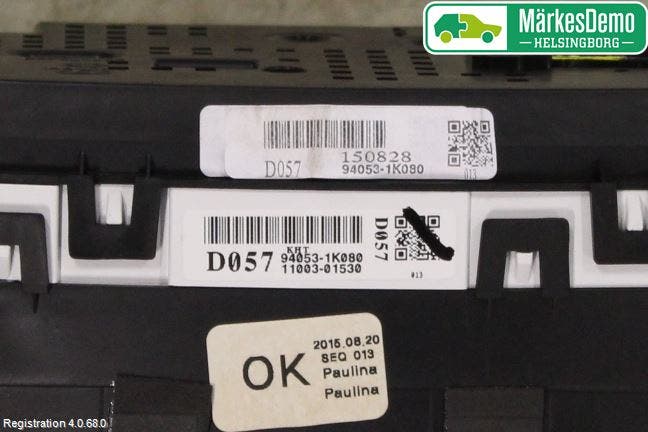 MärkesDemo
HELSINGBORG
150828
D057 94053-1K080
013
KHT
D057 94053-1K080
11003-01530
D057
013
OK
2015.08.20
SEQ 013
Paulina
Paulina
Registration 4.0.68.0